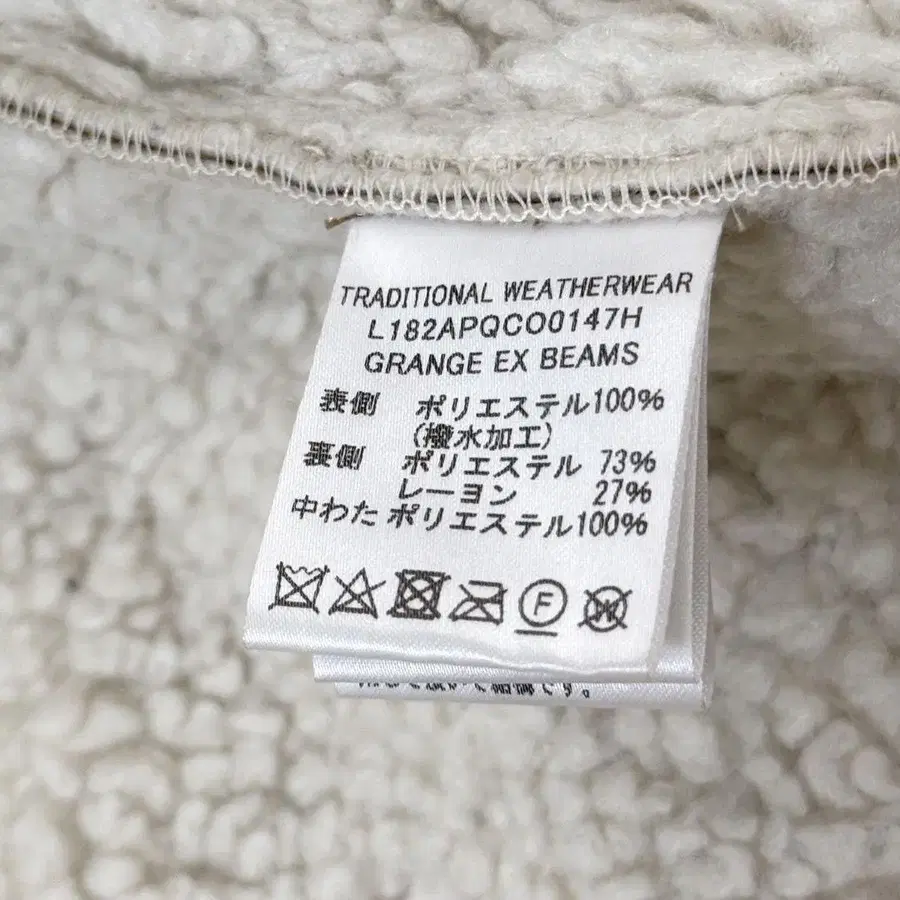 TRADITIONAL WEATHERWEAR
L182APQCO0147H
GRANGE EX BEAMS
表側 ポリエステル100%
(撥水加工)
裏側 ポリエステル 73%
レーヨン 27%
中わた ポリエステル100%
F
W